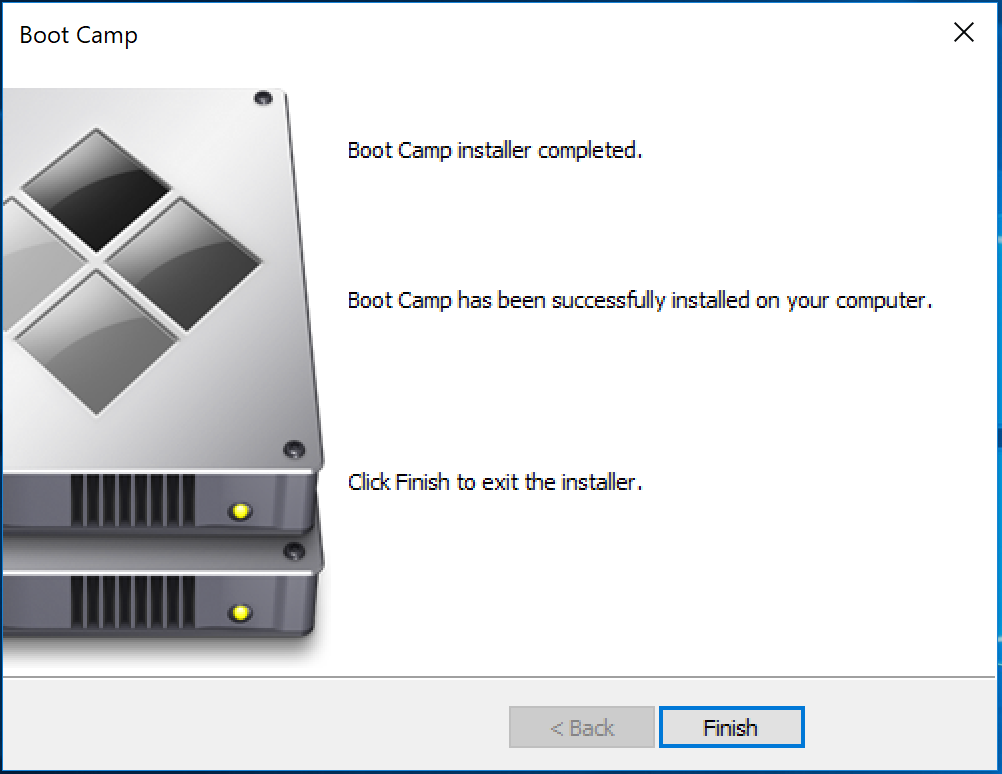 Boot Camp
Boot Camp installer completed.
Boot Camp has been successfully installed on your computer.
Click Finish to exit the installer.
< Back
Finish